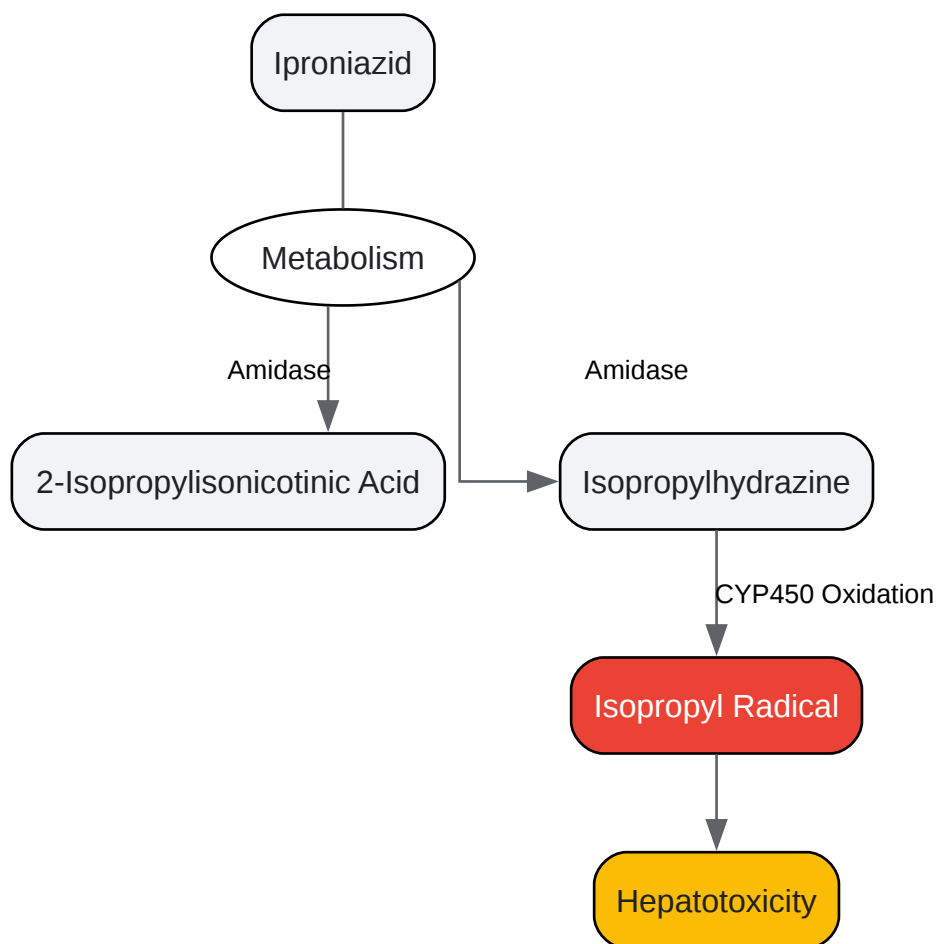 Iproniazid
Metabolism
Amidase
Amidase
2-Isopropylisonicotinic Acid
Isopropylhydrazine
CYP450 Oxidation
Isopropyl Radical
Hepatotoxicity